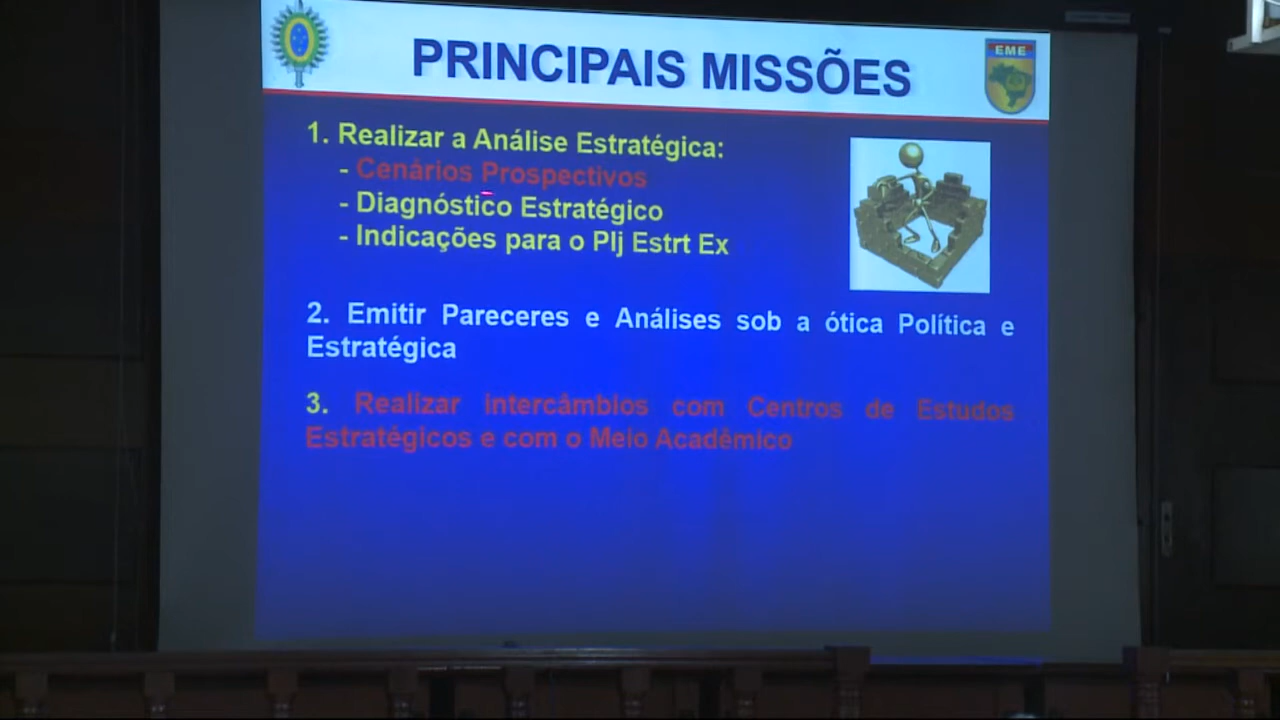 PRINCIPAIS MISSÕES
EME
1. Realizar a Análise Estratégica:
- Cenários Prospectivos
- Diagnóstico Estratégico
- Indicações para o Plj Estrt Ex
2. Emitir Pareceres e Análises sob a ótica Política e
Estratégica
3. Realizar Intercâmbios com Centros de Estudos
Estratégicos e com o Meio Acadêmico